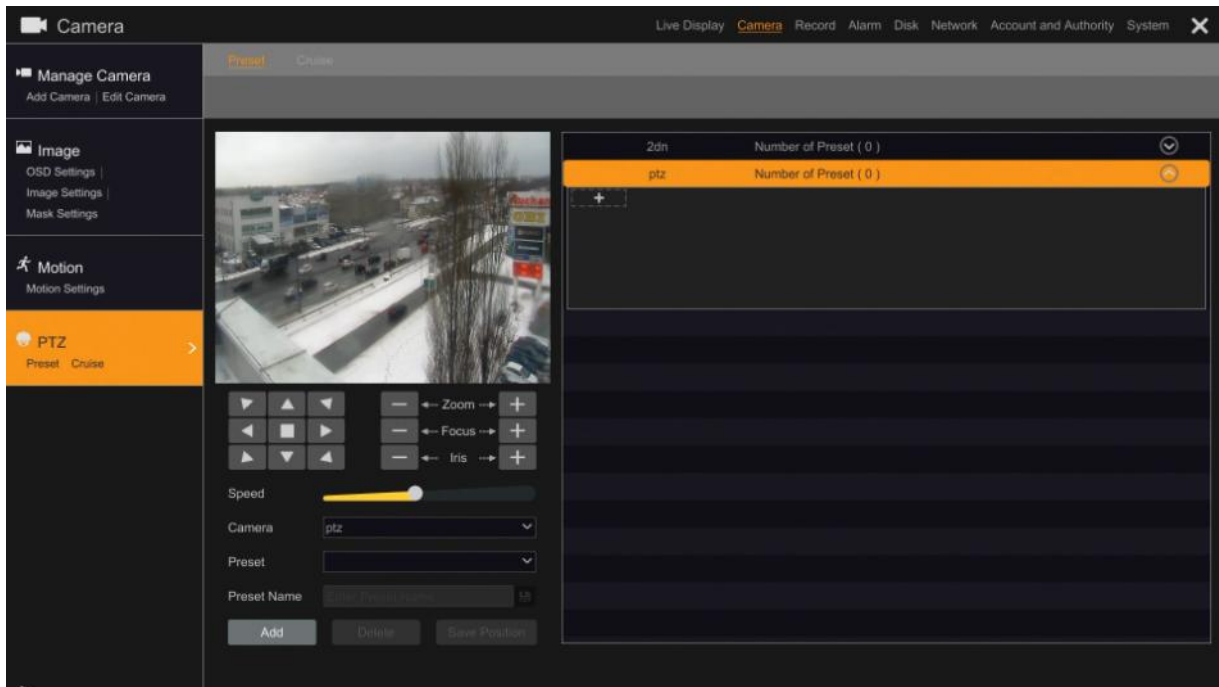 Camera
Live Display Camera Record Alarm Disk Network Account and Authority System
Manage Camera
Add Camera | Edit Camera
Image
OSD Settings |
Image Settings |
Mask Settings
Motion
Motion Settings
PTZ
Preset Cruise
Preset Cruise
Auchan
OBI
Zoom
Focus
Iris
Speed
Camera ptz
Preset
Preset Name Enter Preset Name
Add Delete Save Position
2dn Number of Preset ( 0 )
ptz Number of Preset ( 0 )